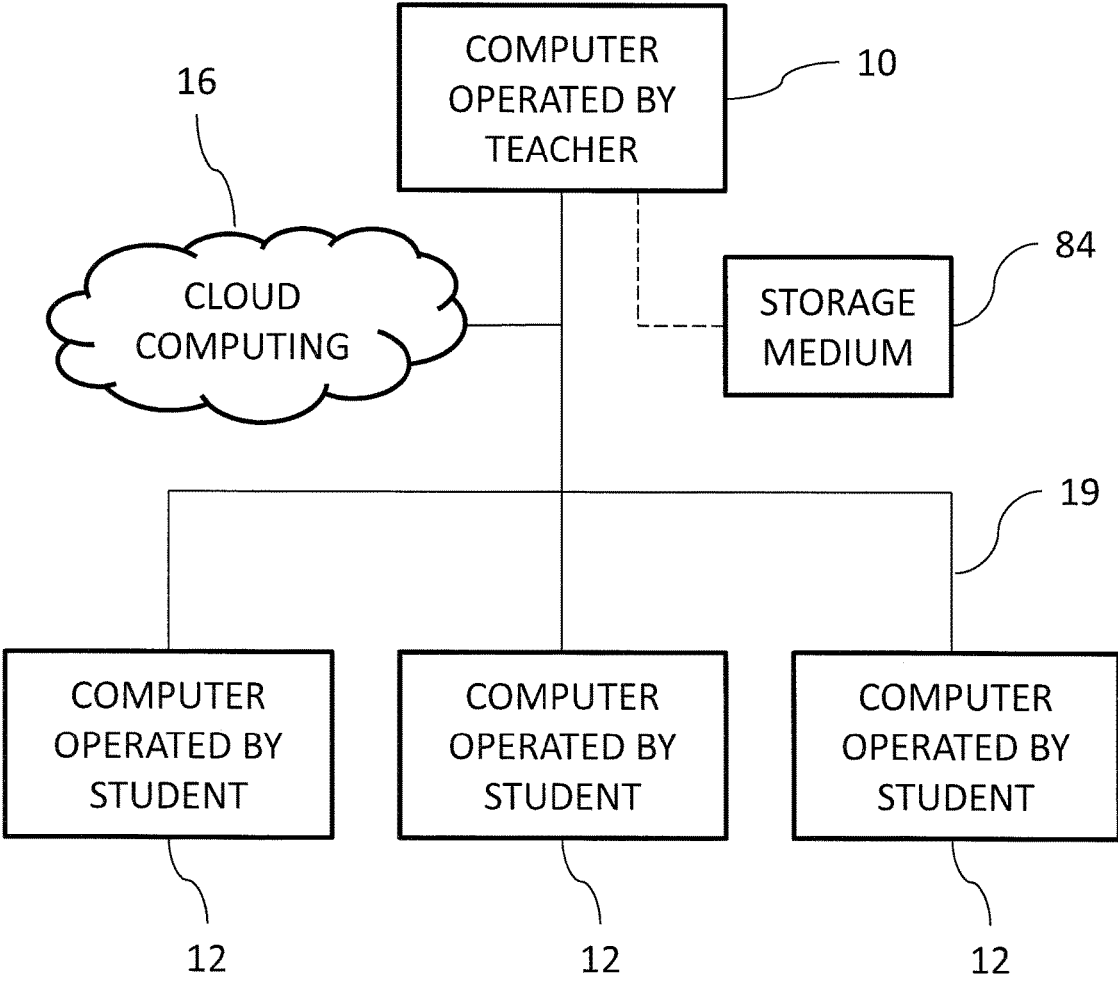 COMPUTER
OPERATED BY
TEACHER
10
16
CLOUD
COMPUTING
84
STORAGE
MEDIUM
19
COMPUTER
OPERATED BY
STUDENT
COMPUTER
OPERATED BY
STUDENT
COMPUTER
OPERATED BY
STUDENT
12
12
12